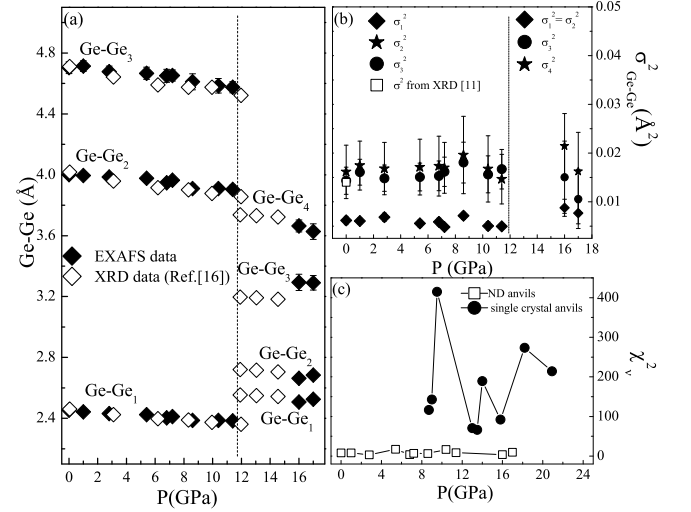 (a)
Ge-Ge3
Ge-Ge2
Ge-Ge4
EXAFS data
XRD data (Ref.[16])
Ge-Ge3
Ge-Ge2
Ge-Ge1
Ge-Ge1
Ge-Ge (Å)
4.8
4.4
4.0
3.6
3.2
2.8
2.4
0 2 4 6 8 10 12 14 16
P(GPa)
(b)
σ1²
σ2²
σ3²
σ² from XRD [11]
σ1²= σ2²
σ3²
σ4²
0.05
0.04
0.03
0.02
0.01
σ²Ge-Ge(Å²)
0 2 4 6 8 10 12 14 16 18
P (GPa)
(c)
ND anvils
single crystal anvils
400
300
200
100
0
χν²
0 4 8 12 16 20 24
P(GPa)